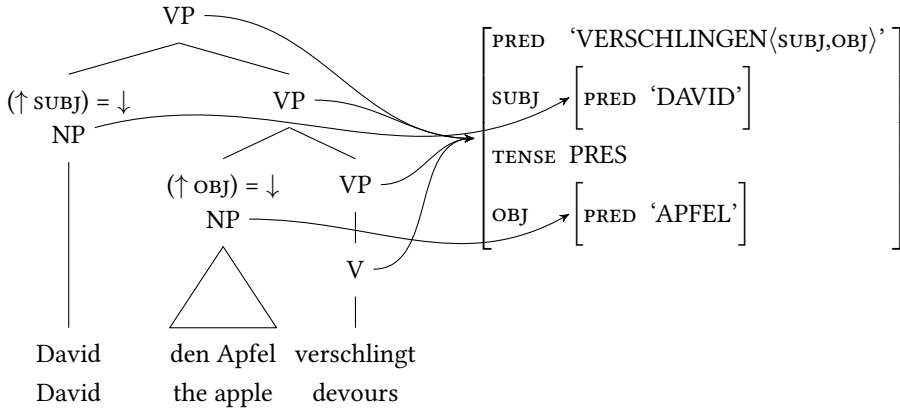 VP
PRED ‘VERSCHLINGEN⟨SUBJ,OBJ⟩’
(↑ SUBJ) = ↓
VP
SUBJ [PRED ‘DAVID’]
NP
TENSE PRES
(↑ OBJ) = ↓
VP
NP
OBJ [PRED ‘APFEL’]
V
David den Apfel verschlingt
David the apple devours